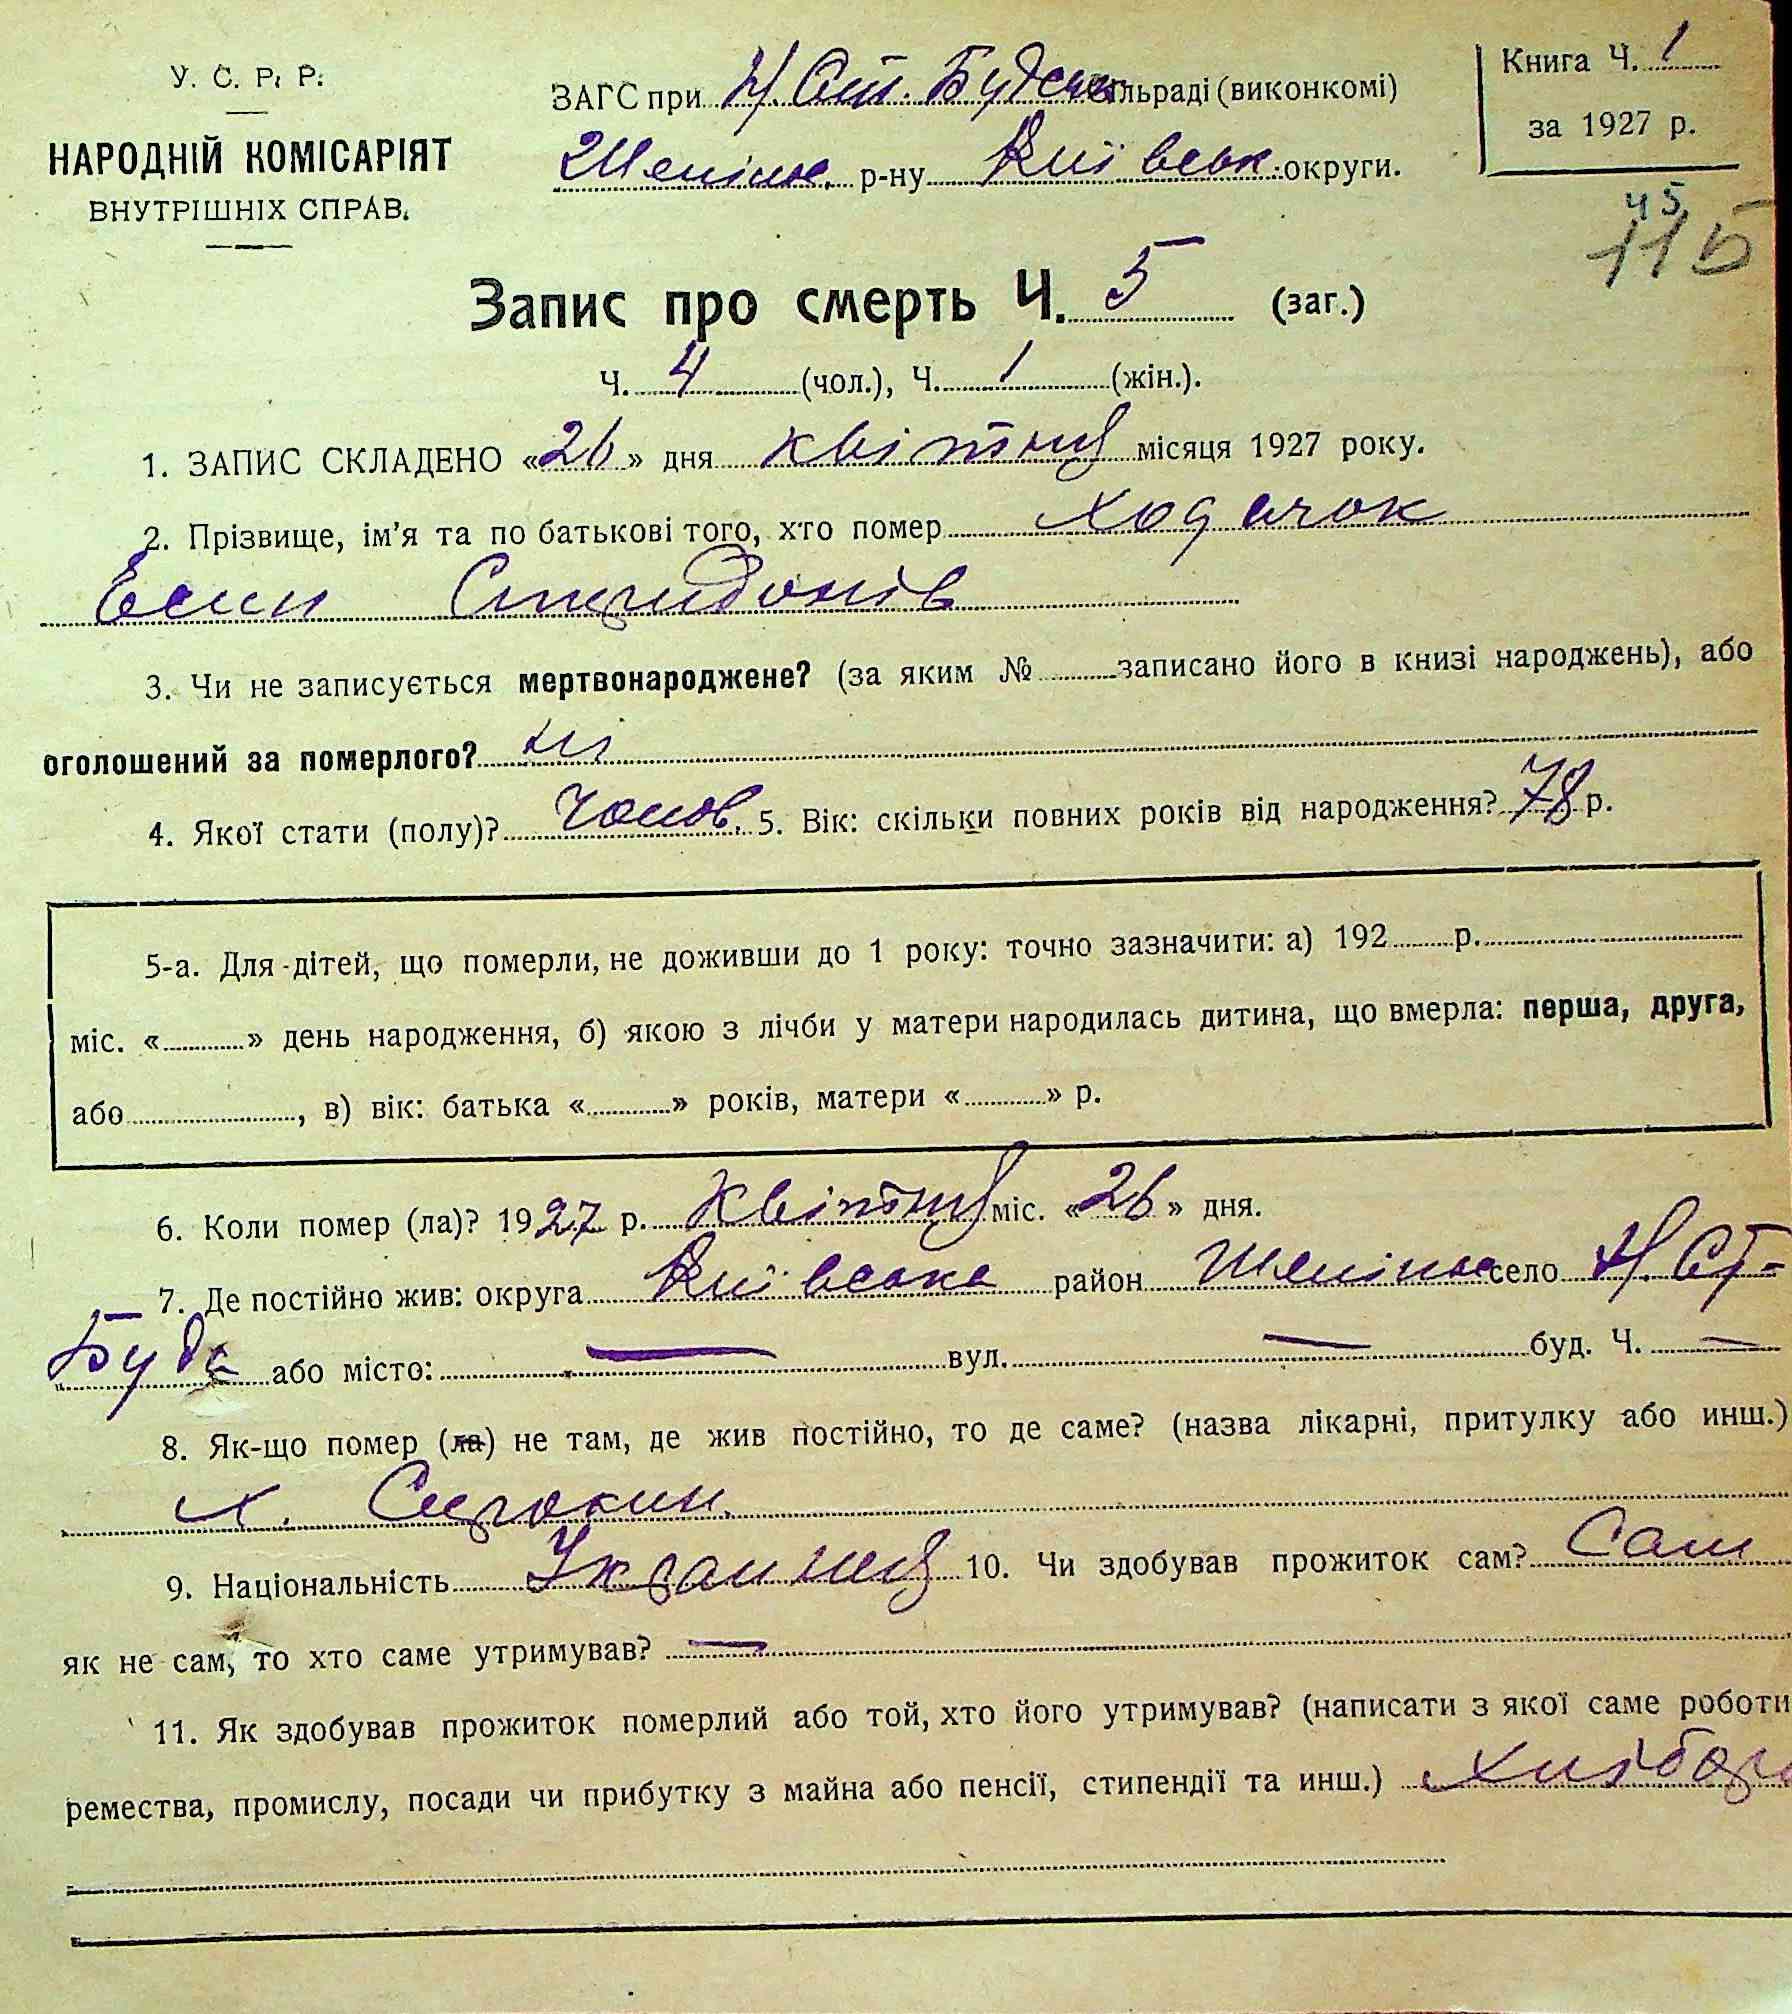 У. С. Р. Р.
НАРОДНІЙ КОМІСАРІЯТ
ВНУТРІШНІХ СПРАВ.
ЗАГС при Н. Ст. Будськ сільраді (виконкомі)
р-ну Київськ. округи.
Книга Ч. 1
за 1927 р.
45
115
Запис про смерть Ч. 5 (заг.)
Ч. 4 (чол.), Ч. 1 (жін.).
1. ЗАПИС СКЛАДЕНО «26» дня квітня місяця 1927 року.
2. Прізвище, ім'я та по батькові того, хто помер Ходачок
Есип Спиридонів
3. Чи не записується мертвонароджене? (за яким № записано його в книзі народжень), або
оголошений за померлого? ні
4. Якої стати (полу)? Чолов. 5. Вік: скільки повних років від народження? 78 р.
5-а. Для дітей, що померли, не доживши до 1 року: точно зазначити: а) 192 р.
міс. « » день народження, б) якою з лічби у матери народилась дитина, що вмерла: перша, друга,
або , в) вік: батька « » років, матери « » р.
6. Коли помер (ла)? 1927 р. Квітня міс. «26» дня.
7. Де постійно жив: округа Київська район село Н. Ст-
Буда або місто: — вул. — буд. Ч. —
8. Як-що помер (ла) не там, де жив постійно, то де саме? (назва лікарні, притулку або инш.)
х.
9. Національність Украинец 10. Чи здобував прожиток сам? Сам
як не сам, то хто саме утримував? —
11. Як здобував прожиток померлий або той, хто його утримував? (написати з якої саме роботи
ремества, промислу, посади чи прибутку з майна або пенсії, стипендії та инш.)